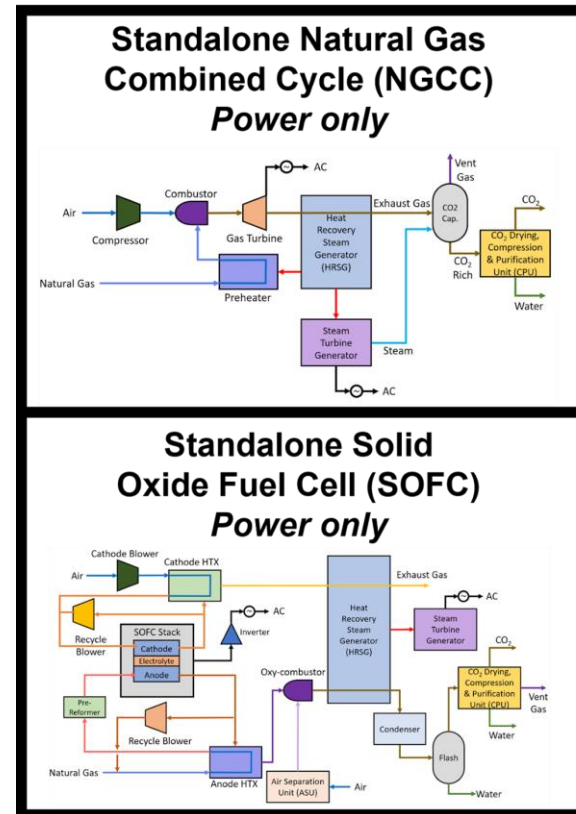 Standalone Natural Gas
Combined Cycle (NGCC)
Power only
Vent
Gas
AC
Combustor
CO₂
Exhaust Gas
Air
CO2
Cap.
Compressor
Gas Turbine
Heat
Recovery
Steam
Generator
(HRSG)
CO₂ Drying,
Compression
& Purification
Unit (CPU)
CO₂
Rich
Natural Gas
Preheater
Water
Steam
Turbine
Generator
Steam
AC
Standalone Solid
Oxide Fuel Cell (SOFC)
Power only
Cathode Blower
Cathode HTX
Air
Exhaust Gas
AC
AC
Recycle
Blower
SOFC Stack
Cathode
Electrolyte
Anode
Inverter
Heat
Recovery
Steam
Generator
(HRSG)
Steam
Turbine
Generator
CO₂
Oxy-combustor
CO₂ Drying,
Compression
& Purification
Unit (CPU)
Pre-
Reformer
Vent
Gas
Condenser
Recycle Blower
Water
Flash
Natural Gas
Anode HTX
Air Separation
Unit (ASU)
Air
Water